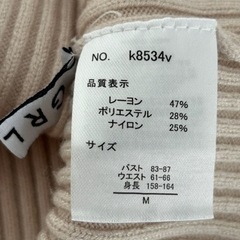 GRL
NO. k8534v
品質表示
レーヨン 47%
ポリエステル 28%
ナイロン 25%
サイズ
バスト 83-87
ウエスト 61-66
身長 158-164
M